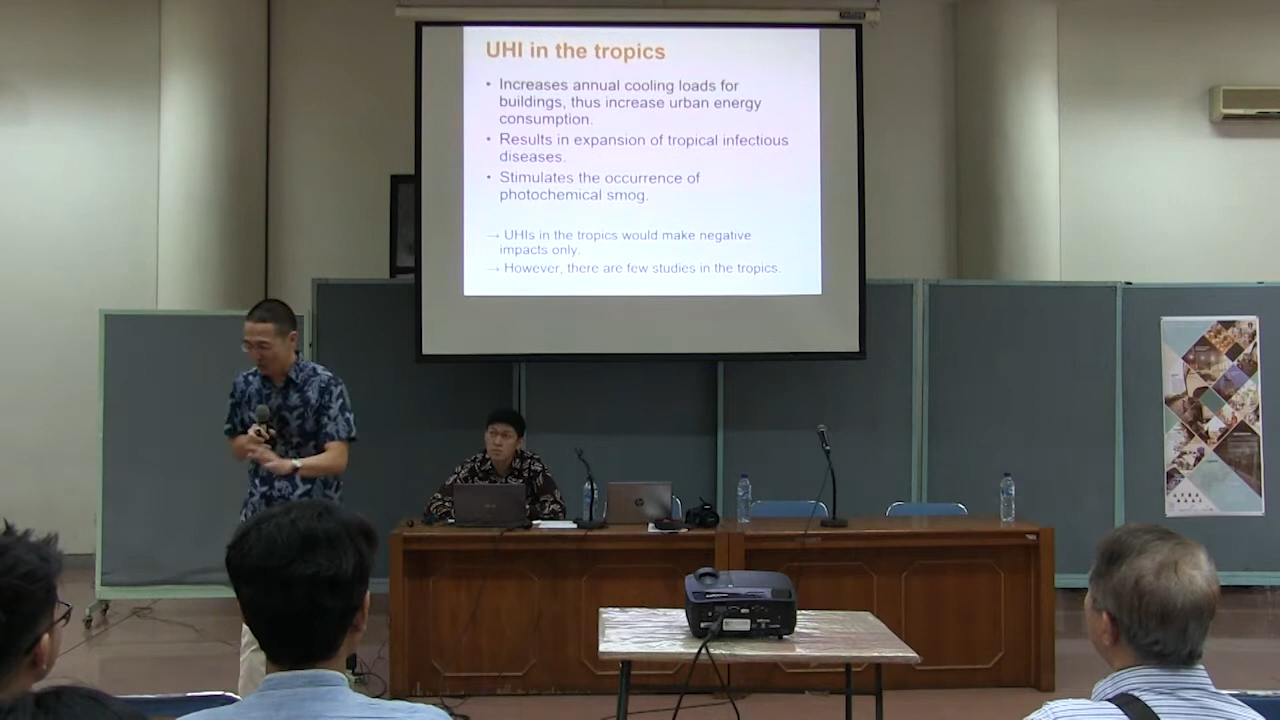 UHI in the tropics
• Increases annual cooling loads for
buildings, thus increase urban energy
consumption.
• Results in expansion of tropical infectious
diseases.
• Stimulates the occurrence of
photochemical smog.
→ UHIs in the tropics would make negative
impacts only.
→ However, there are few studies in the tropics.